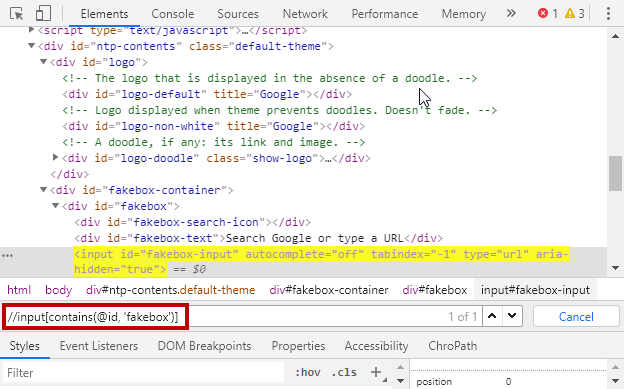 Elements Console Sources Network Performance Memory » 1 3
<script type="text/javascript">…</script>
<div id="ntp-contents" class="default-theme">
<div id="logo">
<!-- The logo that is displayed in the absence of a doodle. -->
<div id="logo-default" title="Google"></div>
<!-- Logo displayed when theme prevents doodles. Doesn't fade. -->
<div id="logo-non-white" title="Google"></div>
<!-- A doodle, if any: its link and image. -->
<div id="logo-doodle" class="show-logo">…</div>
</div>
<div id="fakebox-container">
<div id="fakebox">
<div id="fakebox-search-icon"></div>
<div id="fakebox-text">Search Google or type a URL</div>
… <input id="fakebox-input" autocomplete="off" tabindex="-1" type="url" aria-
hidden="true"> == $0
html body div#ntp-contents.default-theme div#fakebox-container div#fakebox input#fakebox-input
//input[contains(@id, 'fakebox')] 1 of 1 Cancel
Styles Event Listeners DOM Breakpoints Properties Accessibility ChroPath
Filter :hov .cls +
position 0